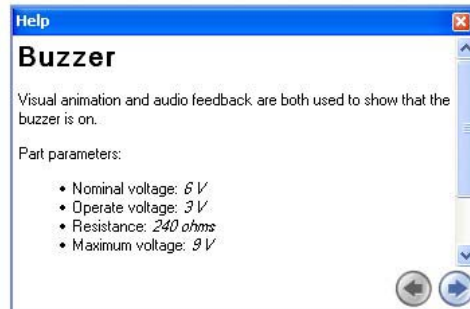 Help
Buzzer
Visual animation and audio feedback are both used to show that the
buzzer is on.
Part parameters:
• Nominal voltage: 6 V
• Operate voltage: 3 V
• Resistance: 240 ohms
• Maximum voltage: 9 V